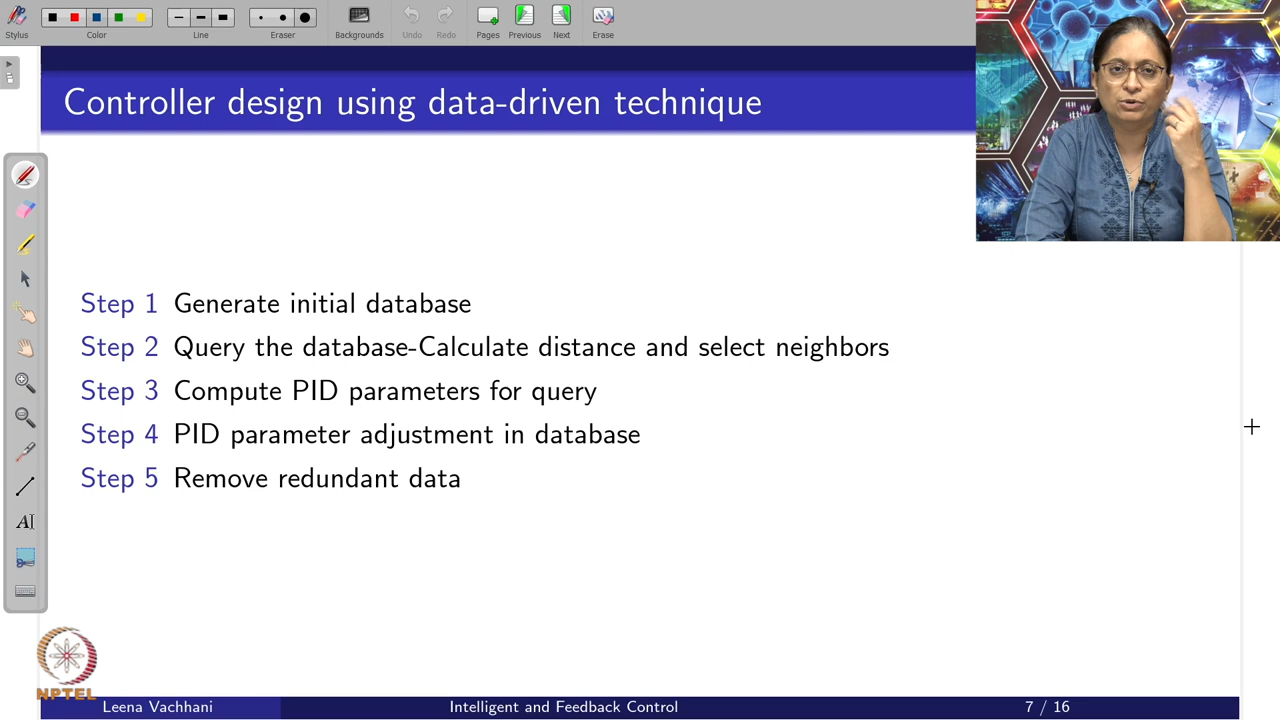 Stylus
Color
Line
Eraser
Backgrounds
Undo
Redo
Pages
Previous
Next
Erase
Controller design using data-driven technique
Step 1 Generate initial database
Step 2 Query the database-Calculate distance and select neighbors
Step 3 Compute PID parameters for query
Step 4 PID parameter adjustment in database
Step 5 Remove redundant data
AI
NPTEL
Leena Vachhani
Intelligent and Feedback Control
7 / 16